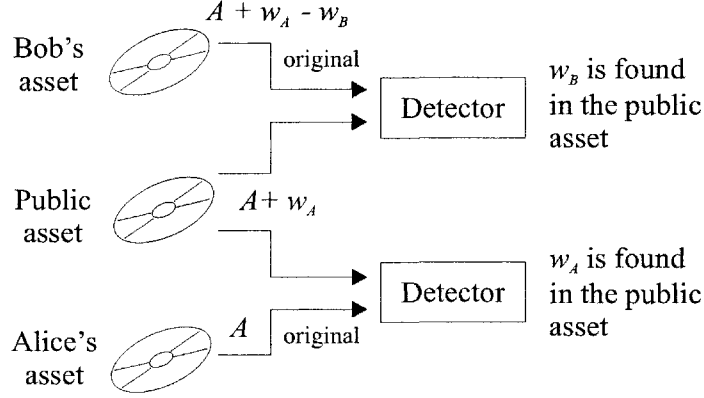 A + w_A - w_B
Bob's
asset
original
Detector
w_B is found
in the public
asset
Public
asset
A + w_A
Detector
w_A is found
in the public
asset
Alice's
asset
A
original